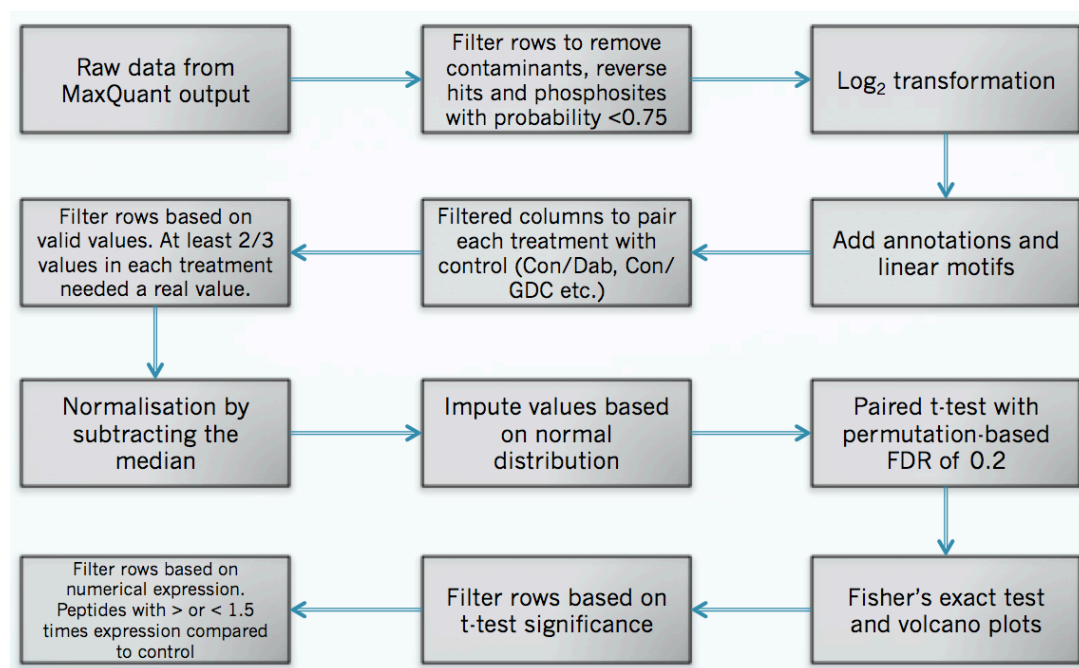 Raw data from
MaxQuant output
Filter rows to remove
contaminants, reverse
hits and phosphosites
with probability <0.75
Log₂ transformation
Add annotations and
linear motifs
Filtered columns to pair
each treatment with
control (Con/Dab, Con/
GDC etc.)
Filter rows based on
valid values. At least 2/3
values in each treatment
needed a real value.
Normalisation by
subtracting the
median
Impute values based
on normal
distribution
Paired t-test with
permutation-based
FDR of 0.2
Fisher's exact test
and volcano plots
Filter rows based on
t-test significance
Filter rows based on
numerical expression.
Peptides with > or < 1.5
times expression compared
to control